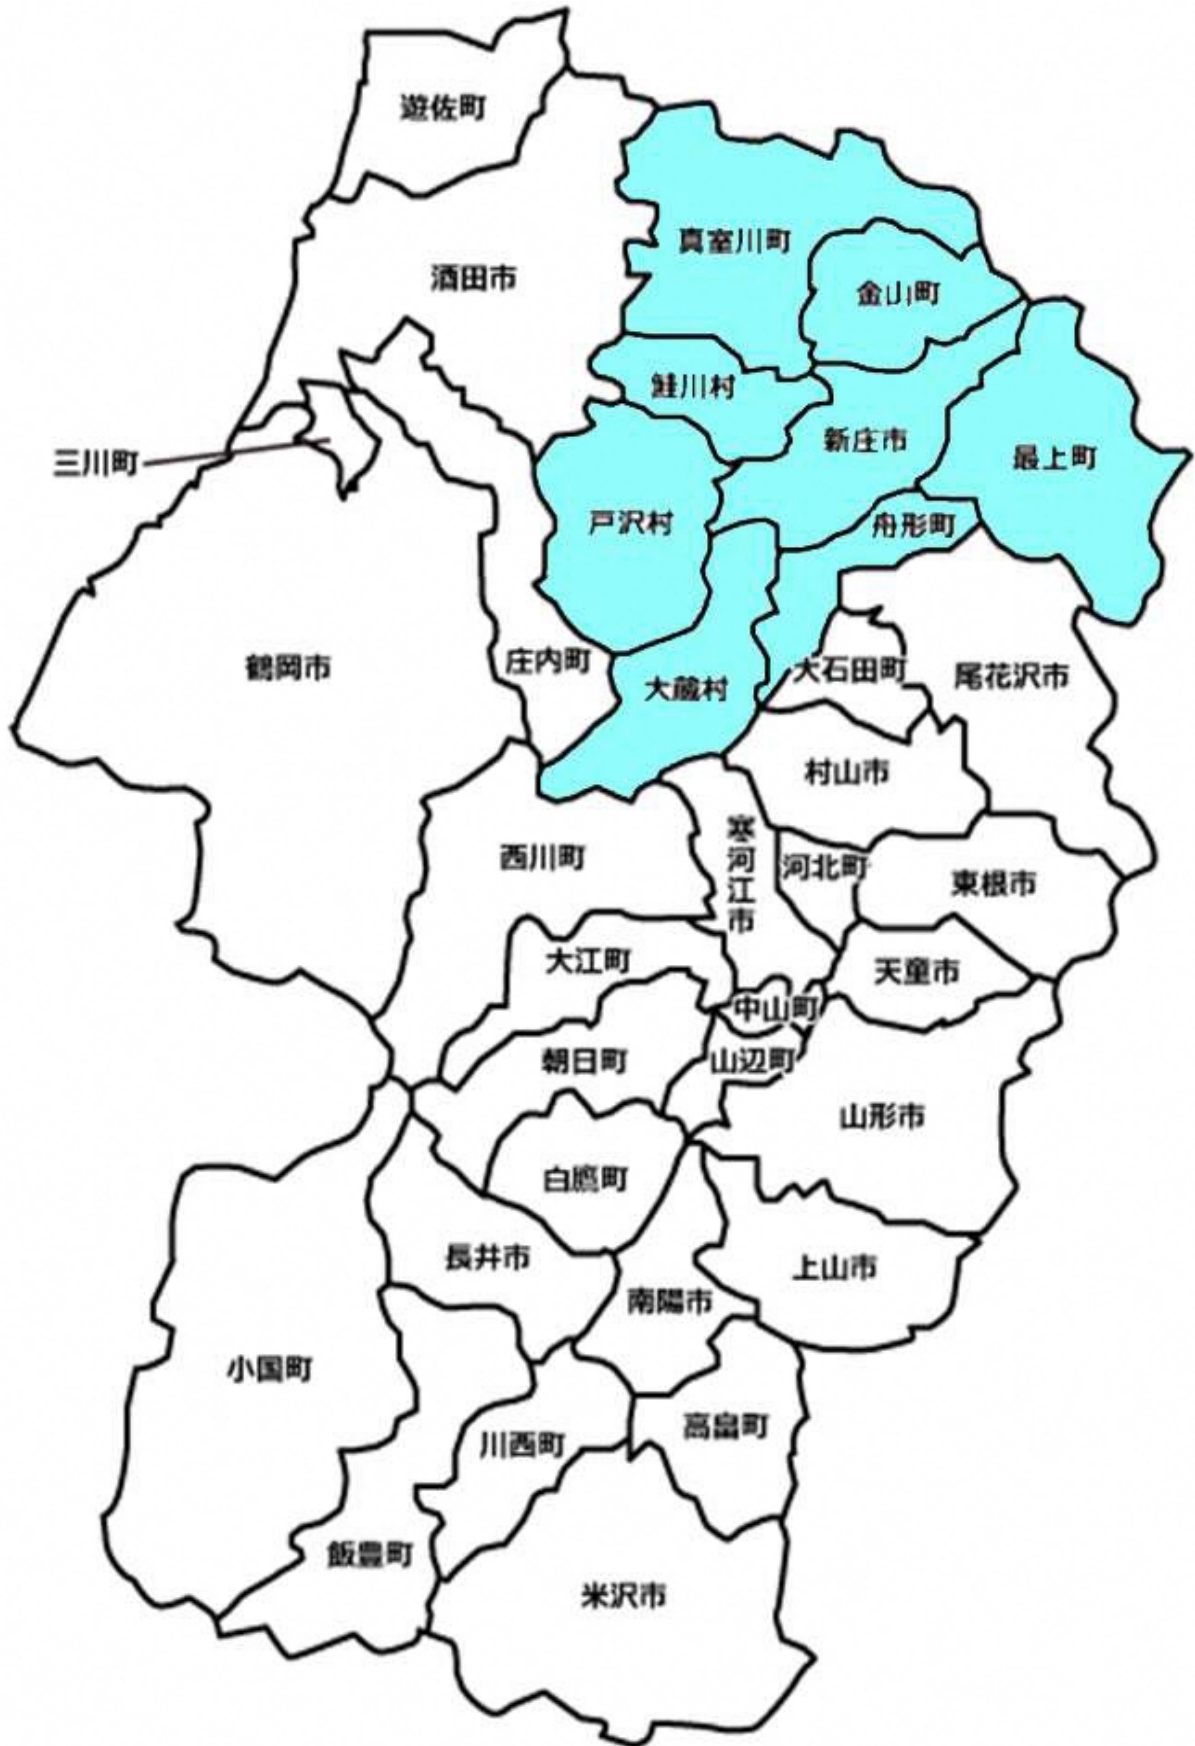 遊佐町
真室川町
酒田市
金山町
鮭川村
新庄市
最上町
三川町
戸沢村
舟形町
鶴岡市
庄内町
大蔵村
大石田町
尾花沢市
村山市
西川町
寒河江市
河北町
東根市
大江町
天童市
中山町
朝日町
山辺町
山形市
白鷹町
長井市
上山市
南陽市
小国町
川西町
高畠町
飯豊町
米沢市